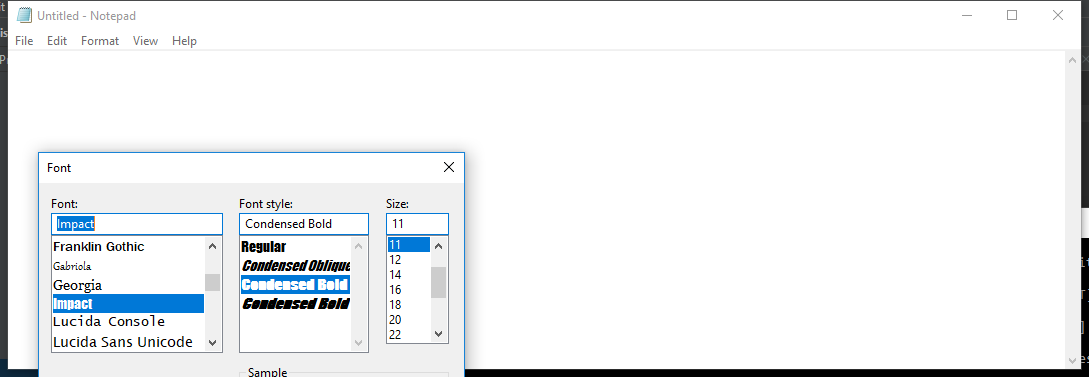 Untitled - Notepad
File Edit Format View Help
Font
Font: Font style: Size:
Impact Condensed Bold 11
Franklin Gothic Regular 11
Gabriola Condensed Oblique 12
Georgia Condensed Bold 14
Impact Condensed Bold 16
Lucida Console 18
Lucida Sans Unicode 20
22
Sample